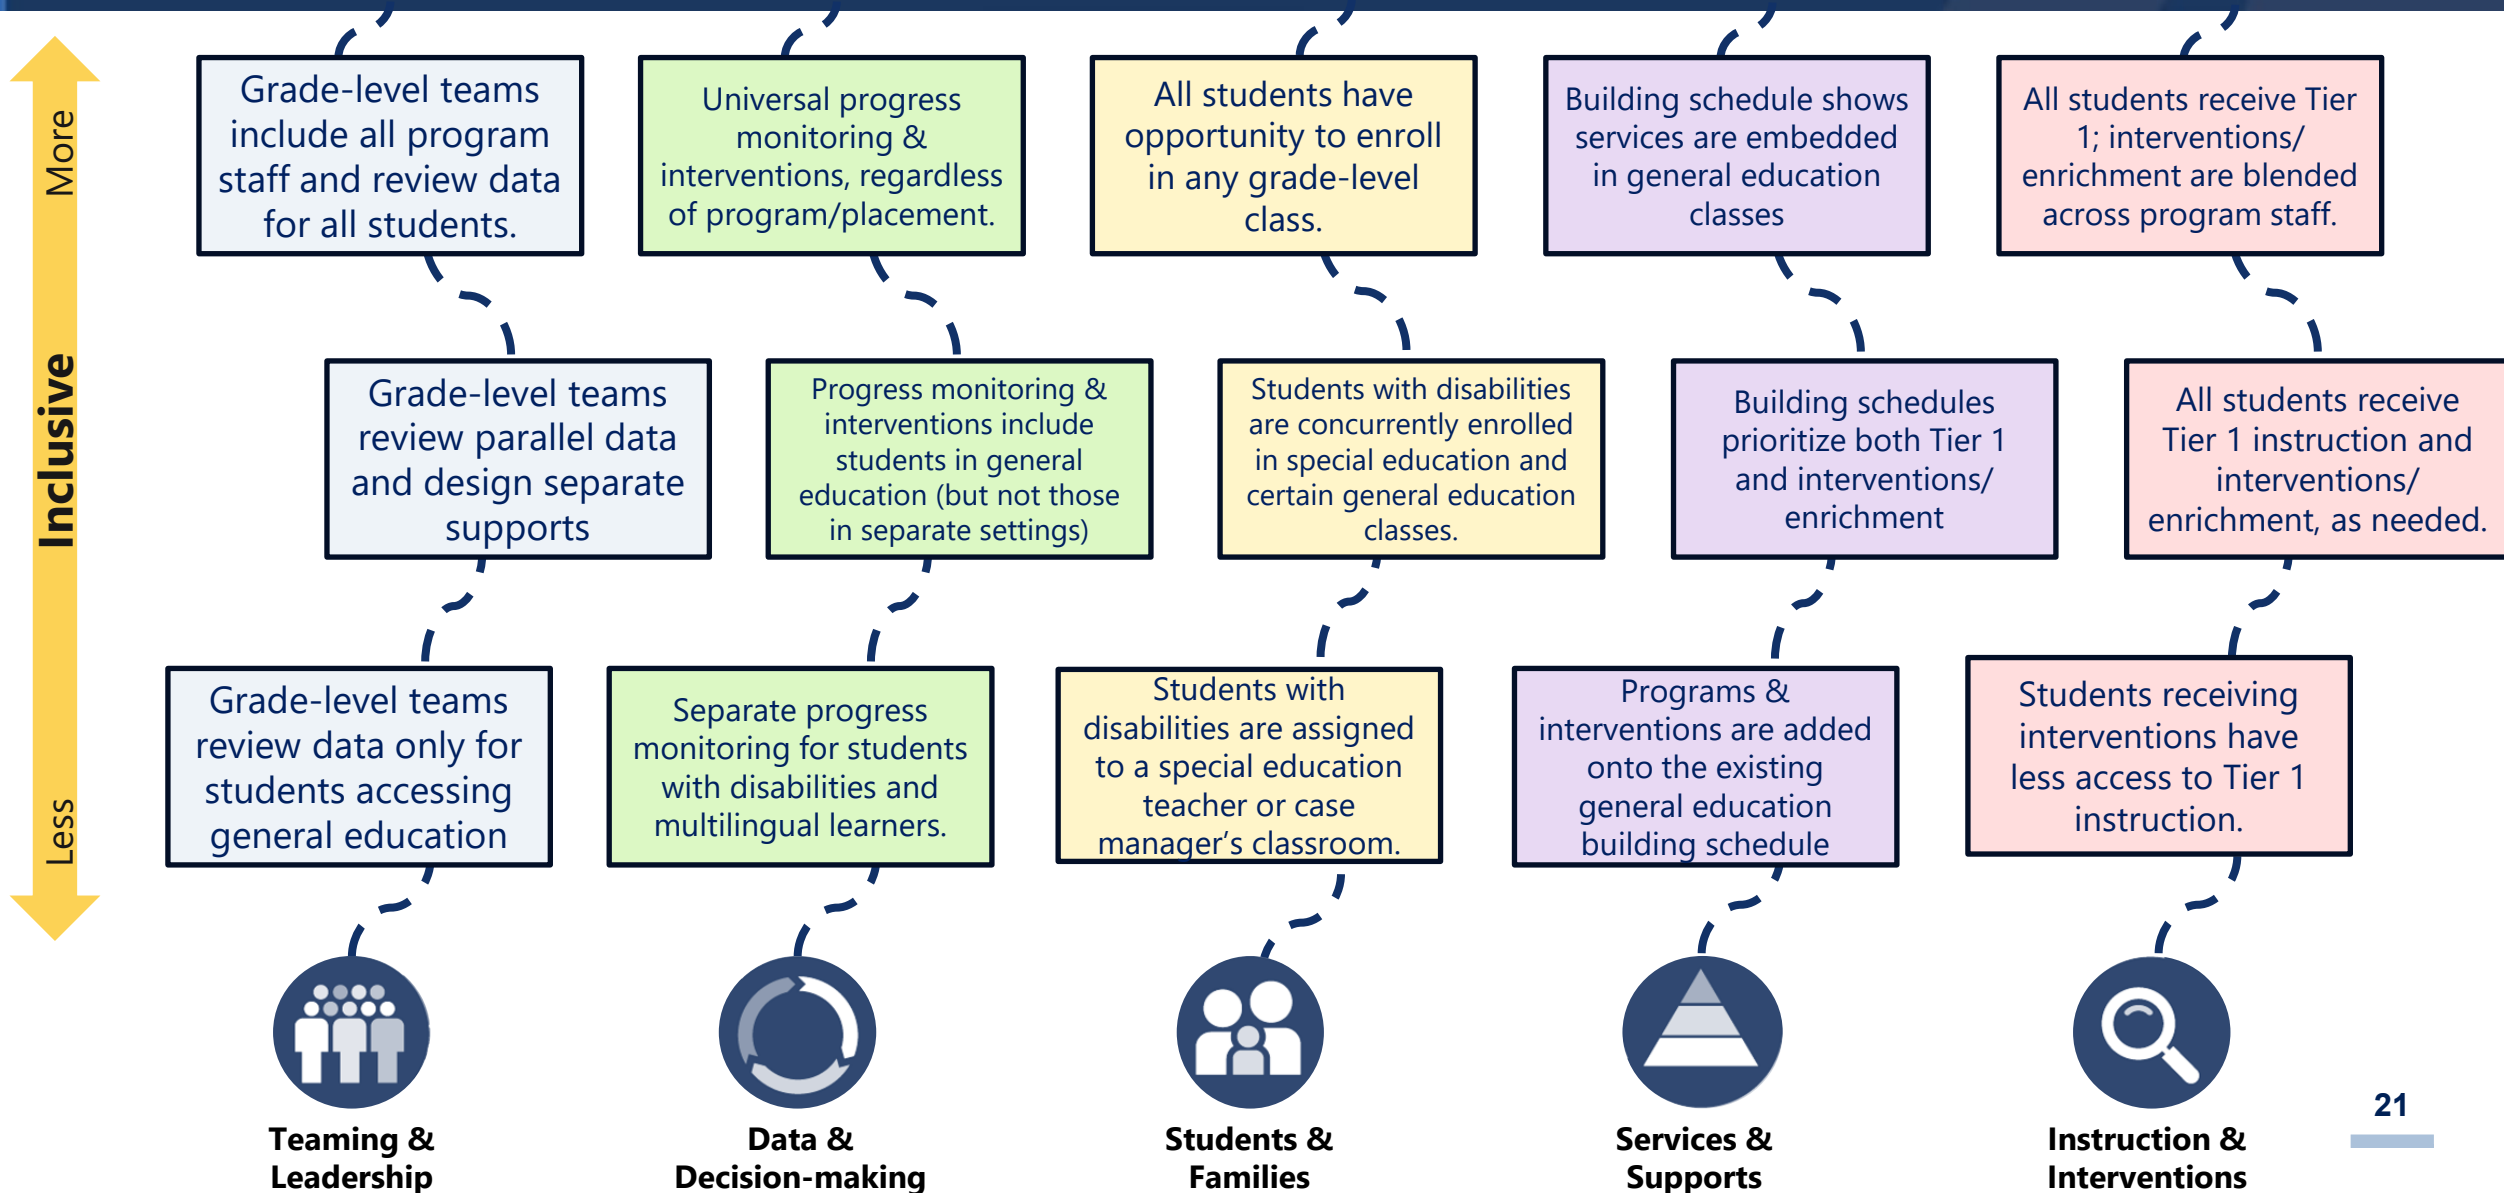 More
Inclusive
Less
Grade-level teams
include all program
staff and review data
for all students.
Universal progress
monitoring &
interventions, regardless
of program/placement.
All students have
opportunity to enroll
in any grade-level
class.
Building schedule shows
services are embedded
in general education
classes
All students receive Tier
1; interventions/
enrichment are blended
across program staff.
Grade-level teams
review parallel data
and design separate
supports
Progress monitoring &
interventions include
students in general
education (but not those
in separate settings)
Students with disabilities
are concurrently enrolled
in special education and
certain general education
classes.
Building schedules
prioritize both Tier 1
and interventions/
enrichment
All students receive
Tier 1 instruction and
interventions/
enrichment, as needed.
Grade-level teams
review data only for
students accessing
general education
Separate progress
monitoring for students
with disabilities and
multilingual learners.
Students with
disabilities are assigned
to a special education
teacher or case
manager’s classroom.
Programs &
interventions are added
onto the existing
general education
building schedule
Students receiving
interventions have
less access to Tier 1
instruction.
Teaming &
Leadership
Data &
Decision-making
Students &
Families
Services &
Supports
Instruction &
Interventions
21